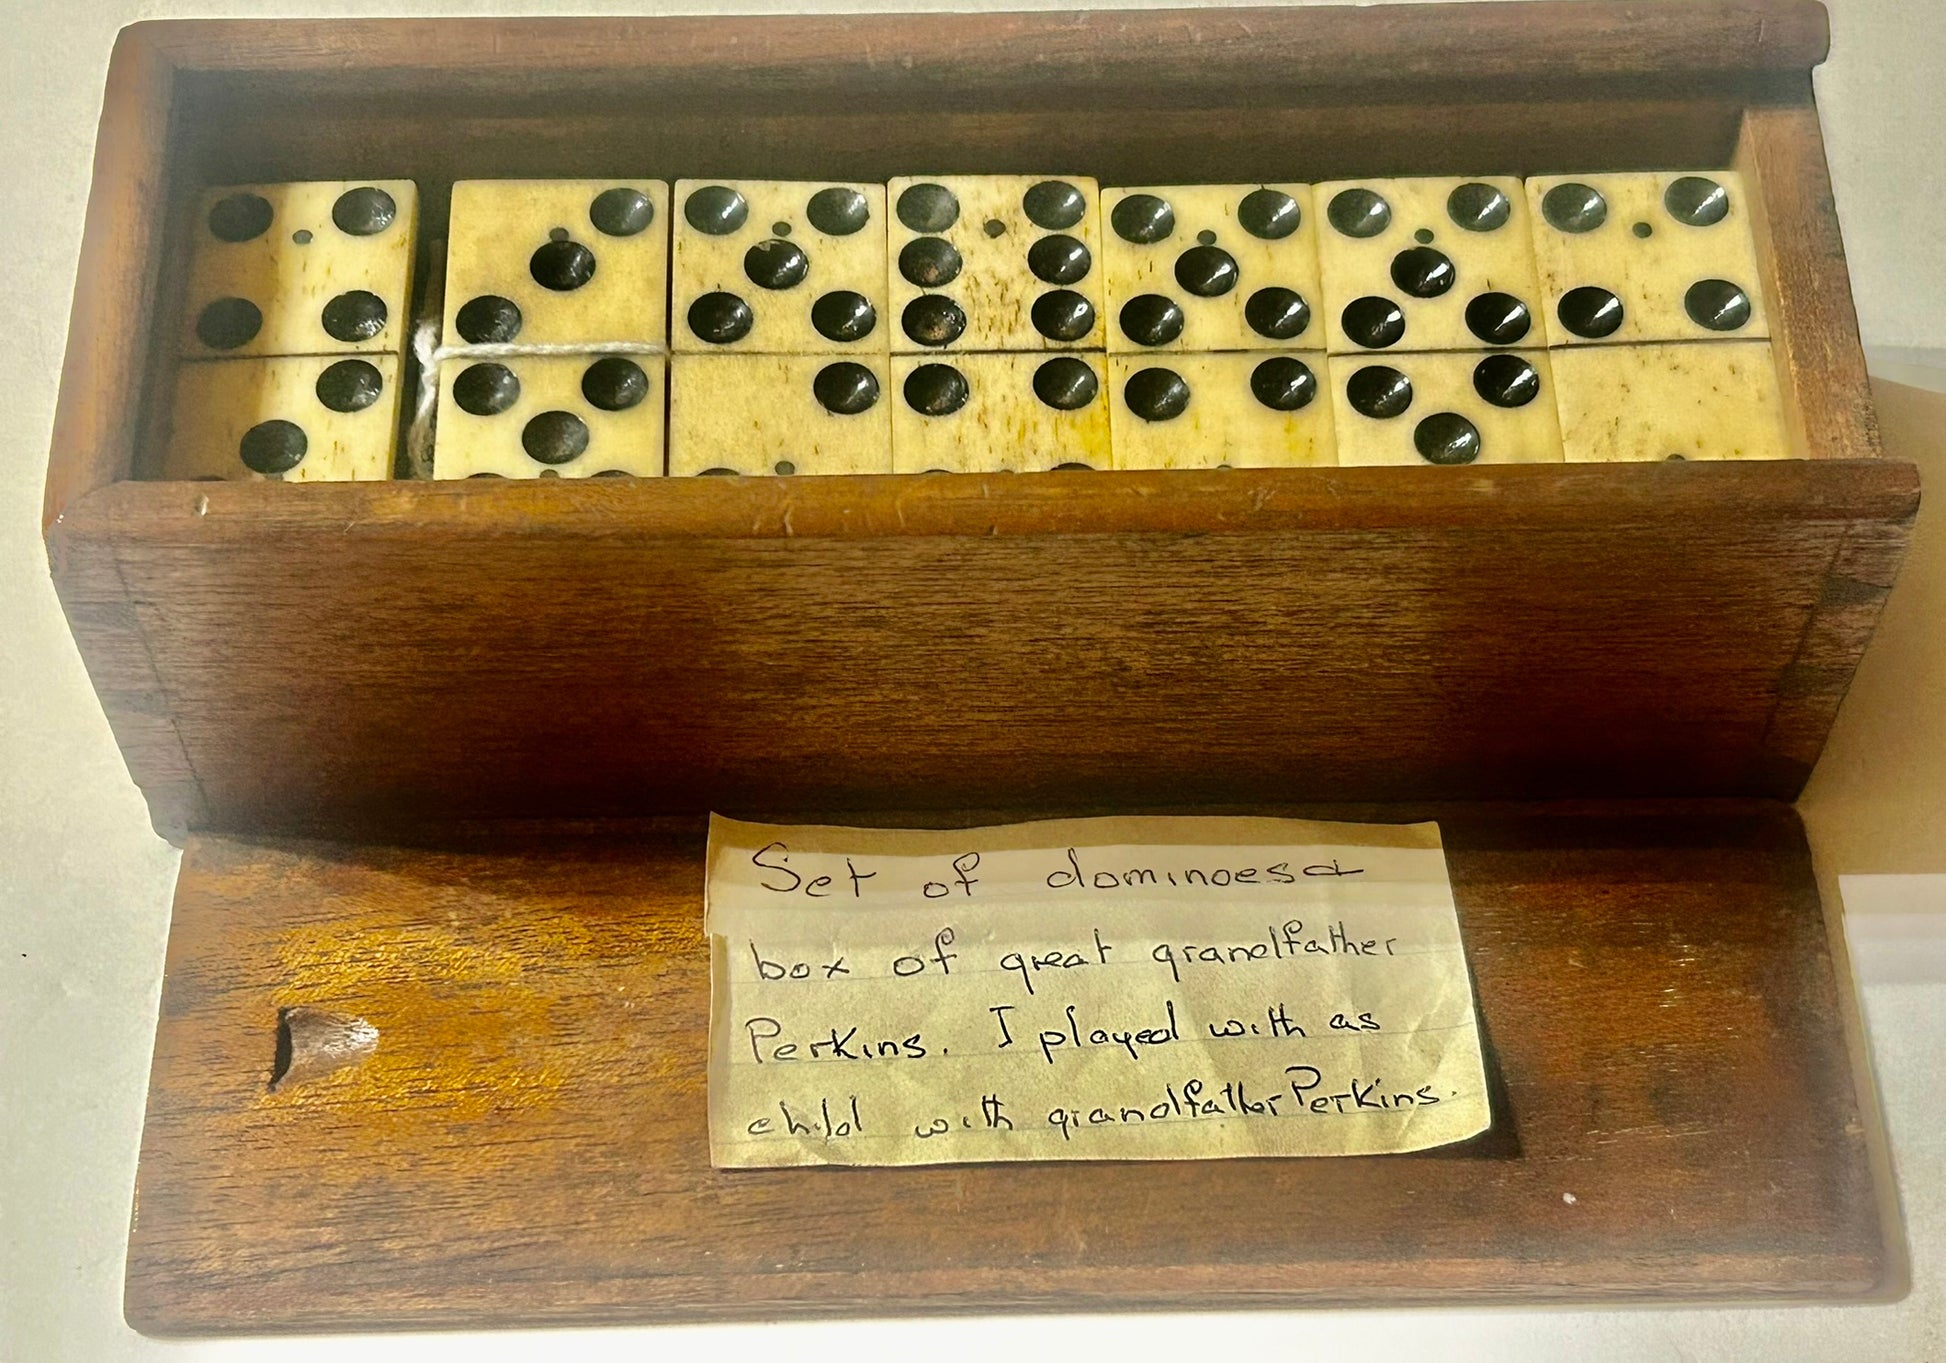 Set of dominoes &
box of great grandfather
Perkins. I played with as
child with grandfather Perkins.